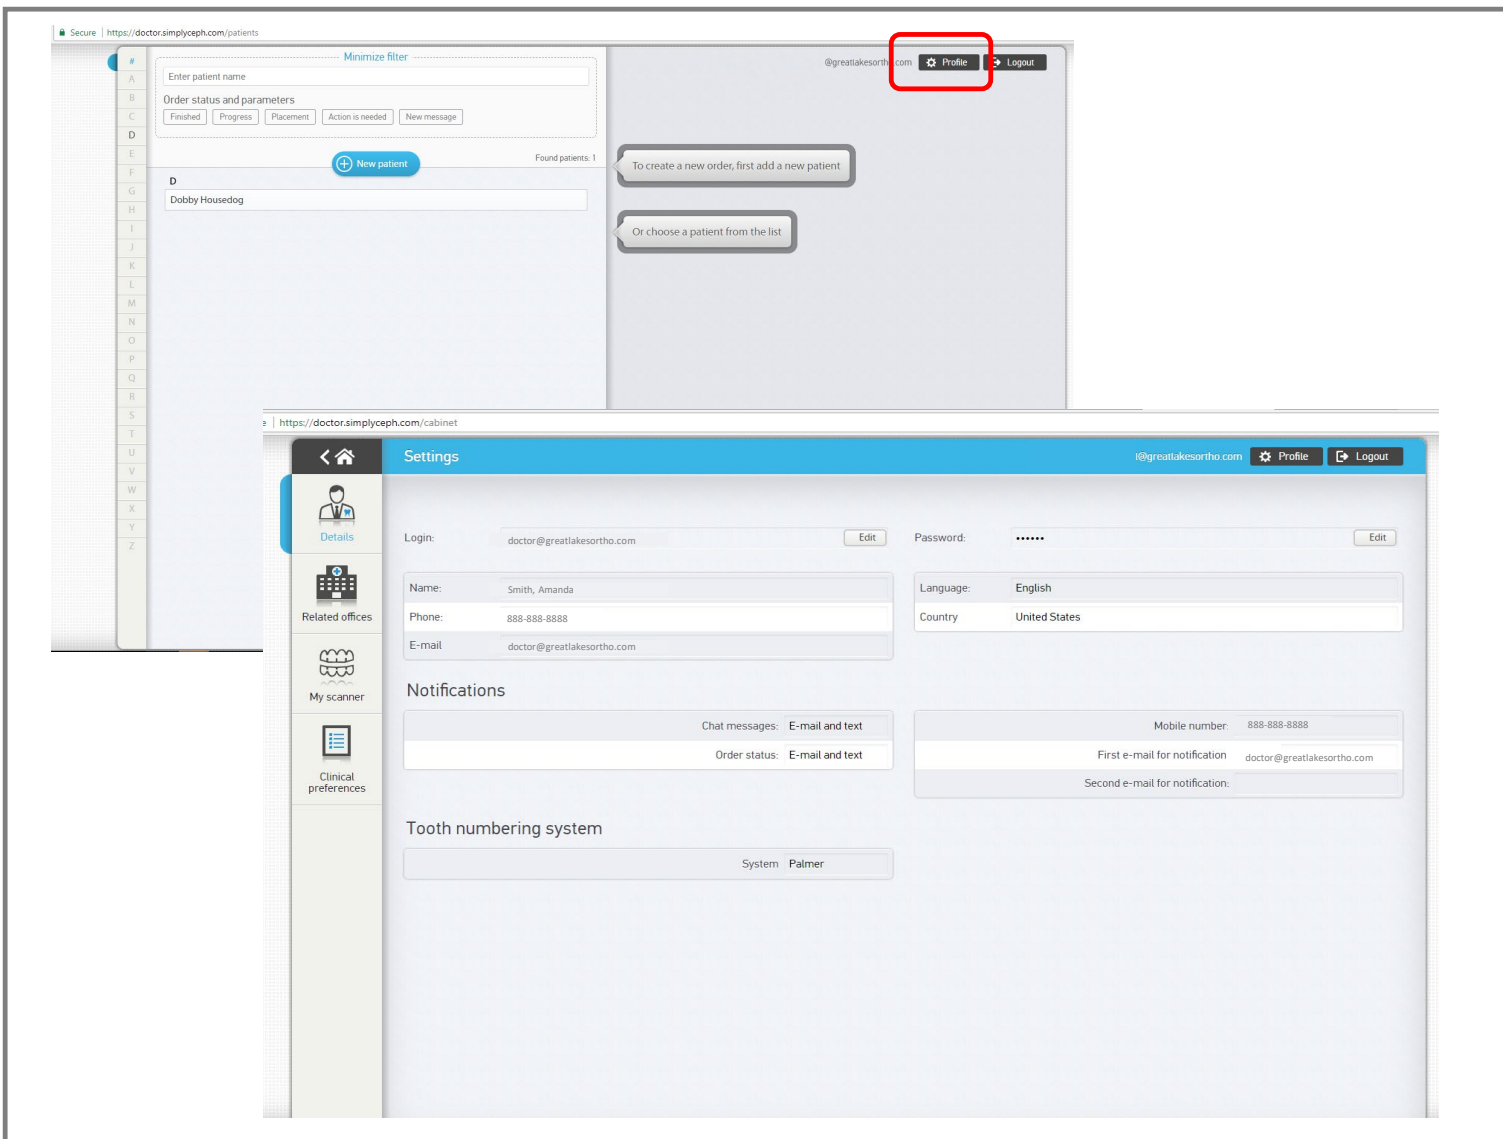 Secure | https://doctor.simplyceph.com/patients
Minimize filter
Enter patient name
Order status and parameters
Finished Progress Placement Action is needed New message
New patient
Found patients: 1
D
Dobby Housedog
#
A
B
C
D
E
F
G
H
I
J
K
L
M
N
O
P
Q
R
S
T
U
V
W
X
Y
Z
@greatlakesortho.com Profile Logout
To create a new order, first add a new patient
Or choose a patient from the list
e | https://doctor.simplyceph.com/cabinet
Settings
l@greatlakesortho.com Profile Logout
Details
Related offices
My scanner
Clinical
preferences
Login: doctor@greatlakesortho.com Edit
Password: •••••• Edit
Name: Smith, Amanda
Phone: 888-888-8888
E-mail doctor@greatlakesortho.com
Language: English
Country United States
Notifications
Chat messages: E-mail and text
Order status: E-mail and text
Mobile number: 888-888-8888
First e-mail for notification doctor@greatlakesortho.com
Second e-mail for notification:
Tooth numbering system
System Palmer